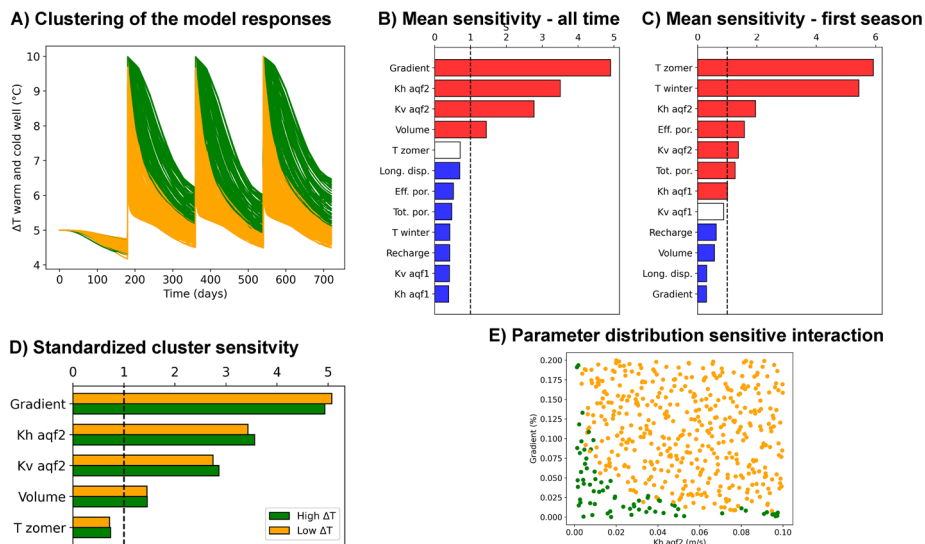 A) Clustering of the model responses
ΔT warm and cold well (°C)
10
9
8
7
6
5
4
0 100 200 300 400 500 600 700
Time (days)
B) Mean sensitivity - all time
0 1 2 3 4 5
Gradient
Kh aqf2
Kv aqf2
Volume
T zomer
Long. disp.
Eff. por.
Tot. por.
T winter
Recharge
Kv aqf1
Kh aqf1
C) Mean sensitivity - first season
0 2 4 6
T zomer
T winter
Kh aqf2
Eff. por.
Kv aqf2
Tot. por.
Kh aqf1
Kv aqf1
Recharge
Volume
Long. disp.
Gradient
D) Standardized cluster sensitvity
0 1 2 3 4 5
Gradient
Kh aqf2
Kv aqf2
Volume
T zomer
High ΔT
Low ΔT
E) Parameter distribution sensitive interaction
Gradient (%)
0.200
0.175
0.150
0.125
0.100
0.075
0.050
0.025
0.000
0.00 0.02 0.04 0.06 0.08 0.10
Kh aqf2 (m/s)